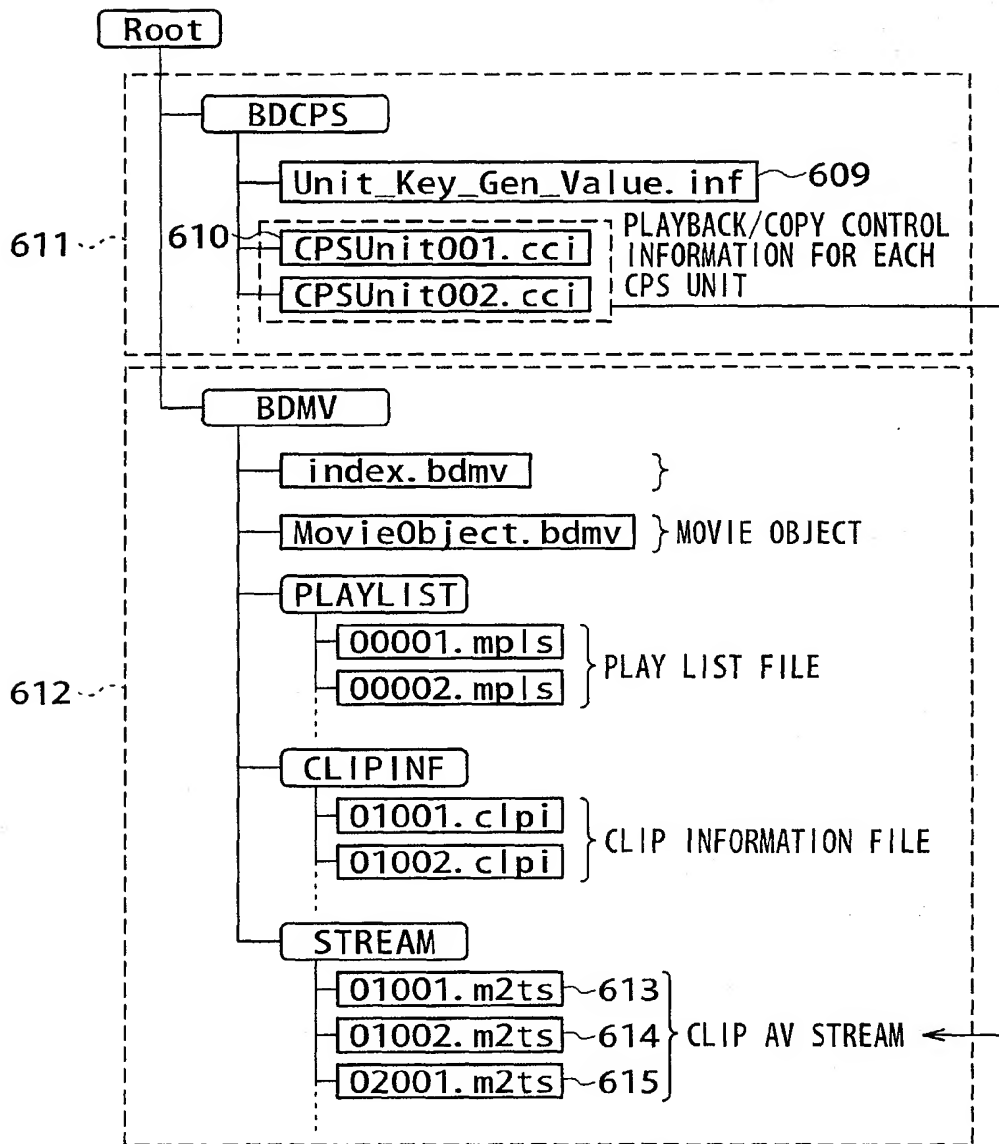 Root
BDCPS
Unit_Key_Gen_Value.inf
609
611
610
CPSUnit001.cci
CPSUnit002.cci
PLAYBACK/COPY CONTROL
INFORMATION FOR EACH
CPS UNIT
BDMV
index.bdmv
MovieObject.bdmv
MOVIE OBJECT
PLAYLIST
00001.mpls
00002.mpls
PLAY LIST FILE
612
CLIPINF
01001.clpi
01002.clpi
CLIP INFORMATION FILE
STREAM
01001.m2ts
613
01002.m2ts
614
02001.m2ts
615
CLIP AV STREAM